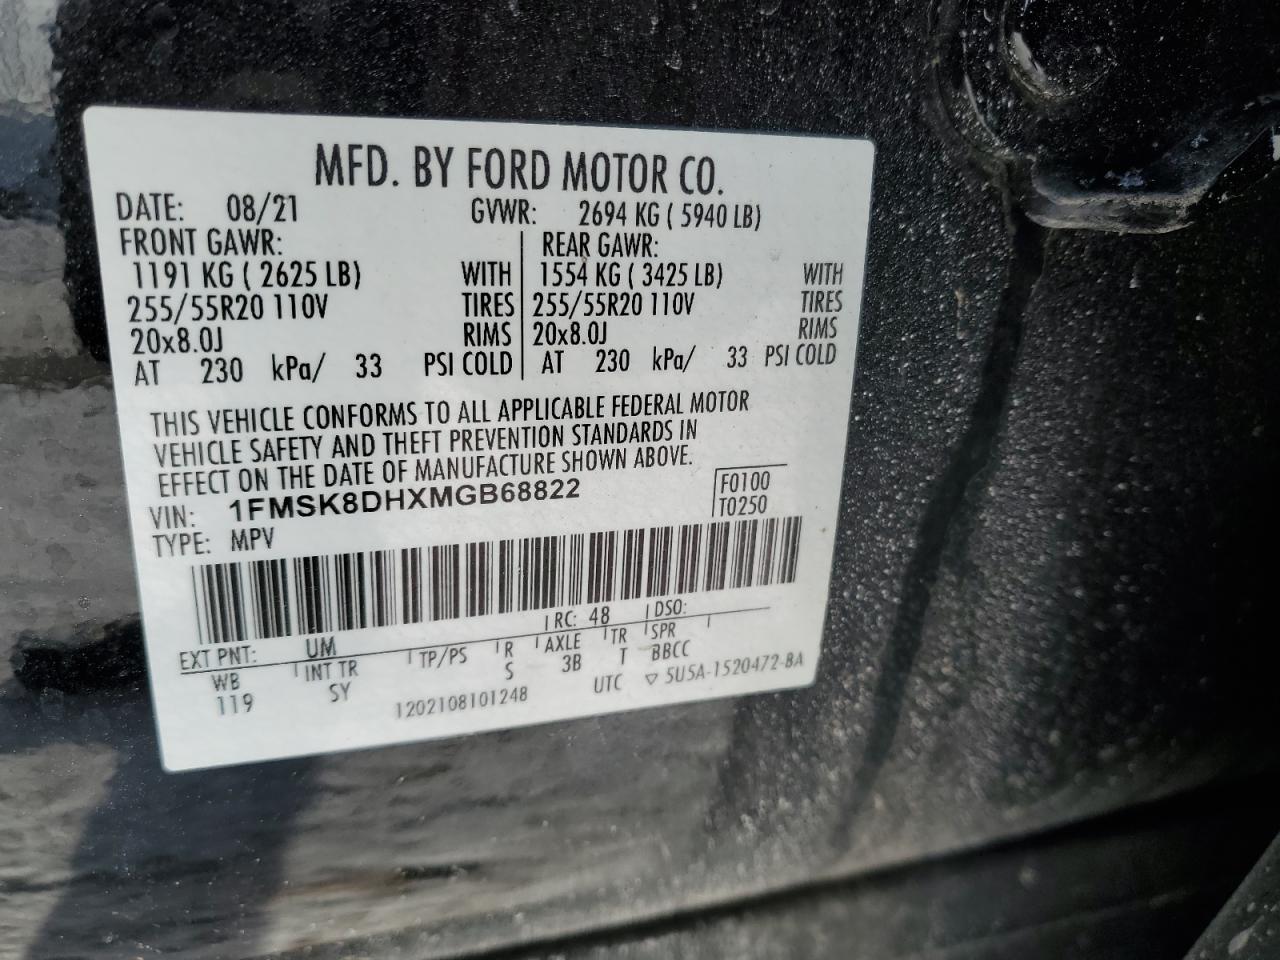 MFD. BY FORD MOTOR CO.
DATE: 08/21 GVWR: 2694 KG ( 5940 LB)
FRONT GAWR: REAR GAWR:
1191 KG ( 2625 LB) WITH 1554 KG ( 3425 LB) WITH
255/55R20 110V TIRES 255/55R20 110V TIRES
20x8.0J RIMS 20x8.0J RIMS
AT 230 kPa/ 33 PSI COLD AT 230 kPa/ 33 PSI COLD
THIS VEHICLE CONFORMS TO ALL APPLICABLE FEDERAL MOTOR
VEHICLE SAFETY AND THEFT PREVENTION STANDARDS IN
EFFECT ON THE DATE OF MANUFACTURE SHOWN ABOVE.
VIN: 1FMSK8DHXMGB68822 F0100
TYPE: MPV T0250
EXT PNT: UM RC: 48 DSO:
WB INT TR TP/PS R AXLE TR SPR
119 SY S 3B T BBCC
1202108101248 UTC ▽ 5U5A-1520472-BA